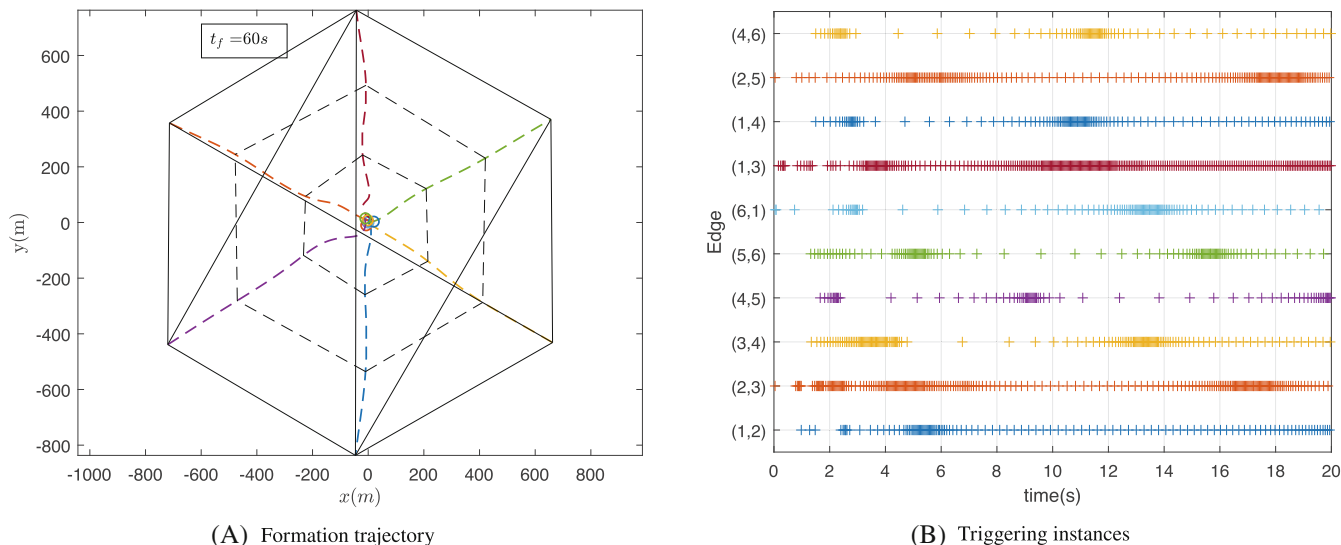 t_f =60s
600
400
200
0
-200
-400
-600
-800
y(m)
-1000 -800 -600 -400 -200 0 200 400 600 800
x(m)
(A) Formation trajectory
(4,6)
(2,5)
(1,4)
(1,3)
(6,1)
(5,6)
(4,5)
(3,4)
(2,3)
(1,2)
Edge
0 2 4 6 8 10 12 14 16 18 20
time(s)
(B) Triggering instances